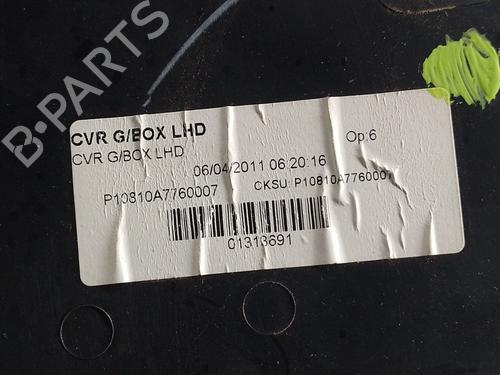 B-PARTS
CVR G/BOX LHD
CVR G/BOX LHD
06/04/2011 06:20:16 Op:6
P10810A7760007 CKSU: P10810A7760007
01313691